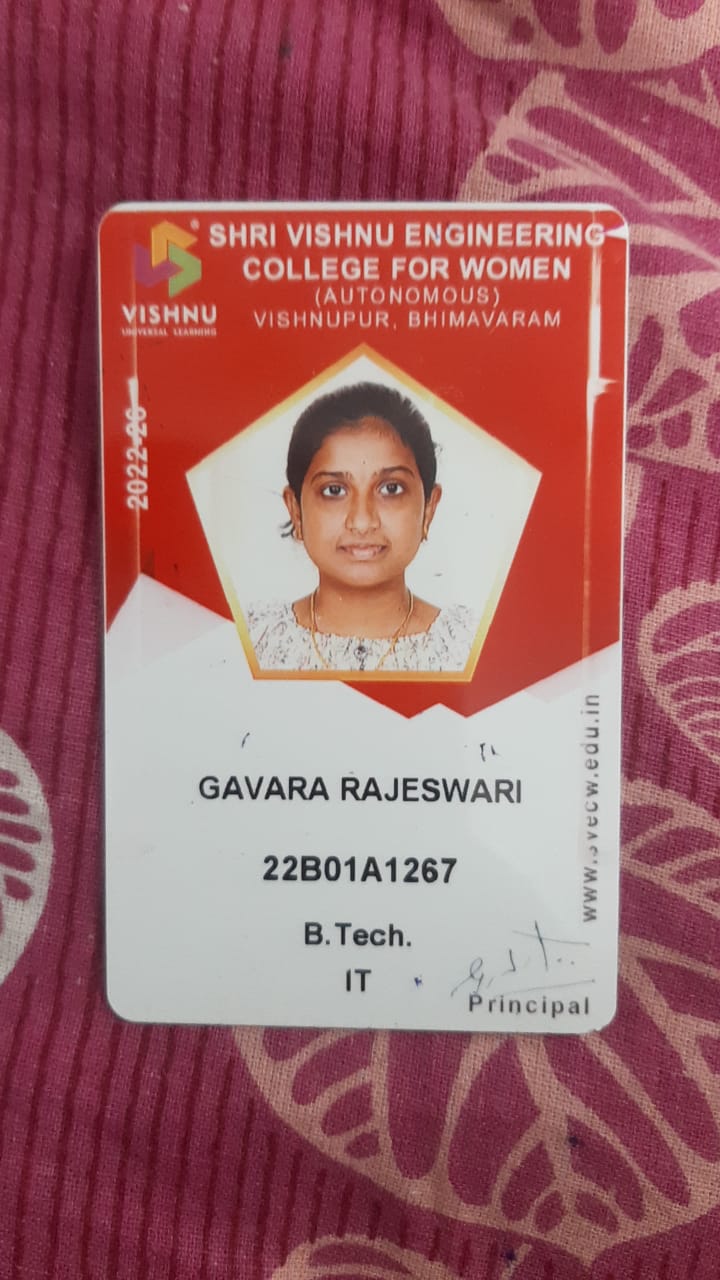 SHRI VISHNU ENGINEERING
COLLEGE FOR WOMEN
(AUTONOMOUS)
VISHNUPUR, BHIMAVARAM
VISHNU
UNIVERSAL LEARNING
2022-26
GAVARA RAJESWARI
22B01A1267
B.Tech.
IT
www.svecw.edu.in
Principal